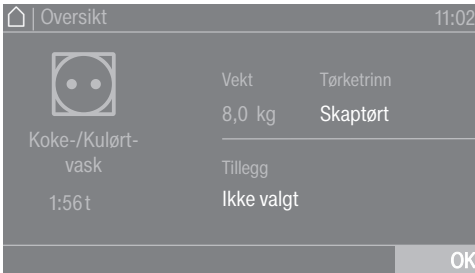 | Oversikt 11:02
Vekt Tørketrinn
8,0 kg Skaptørt
Koke-/Kulørt-
vask
1:56 t
Tillegg
Ikke valgt
OK